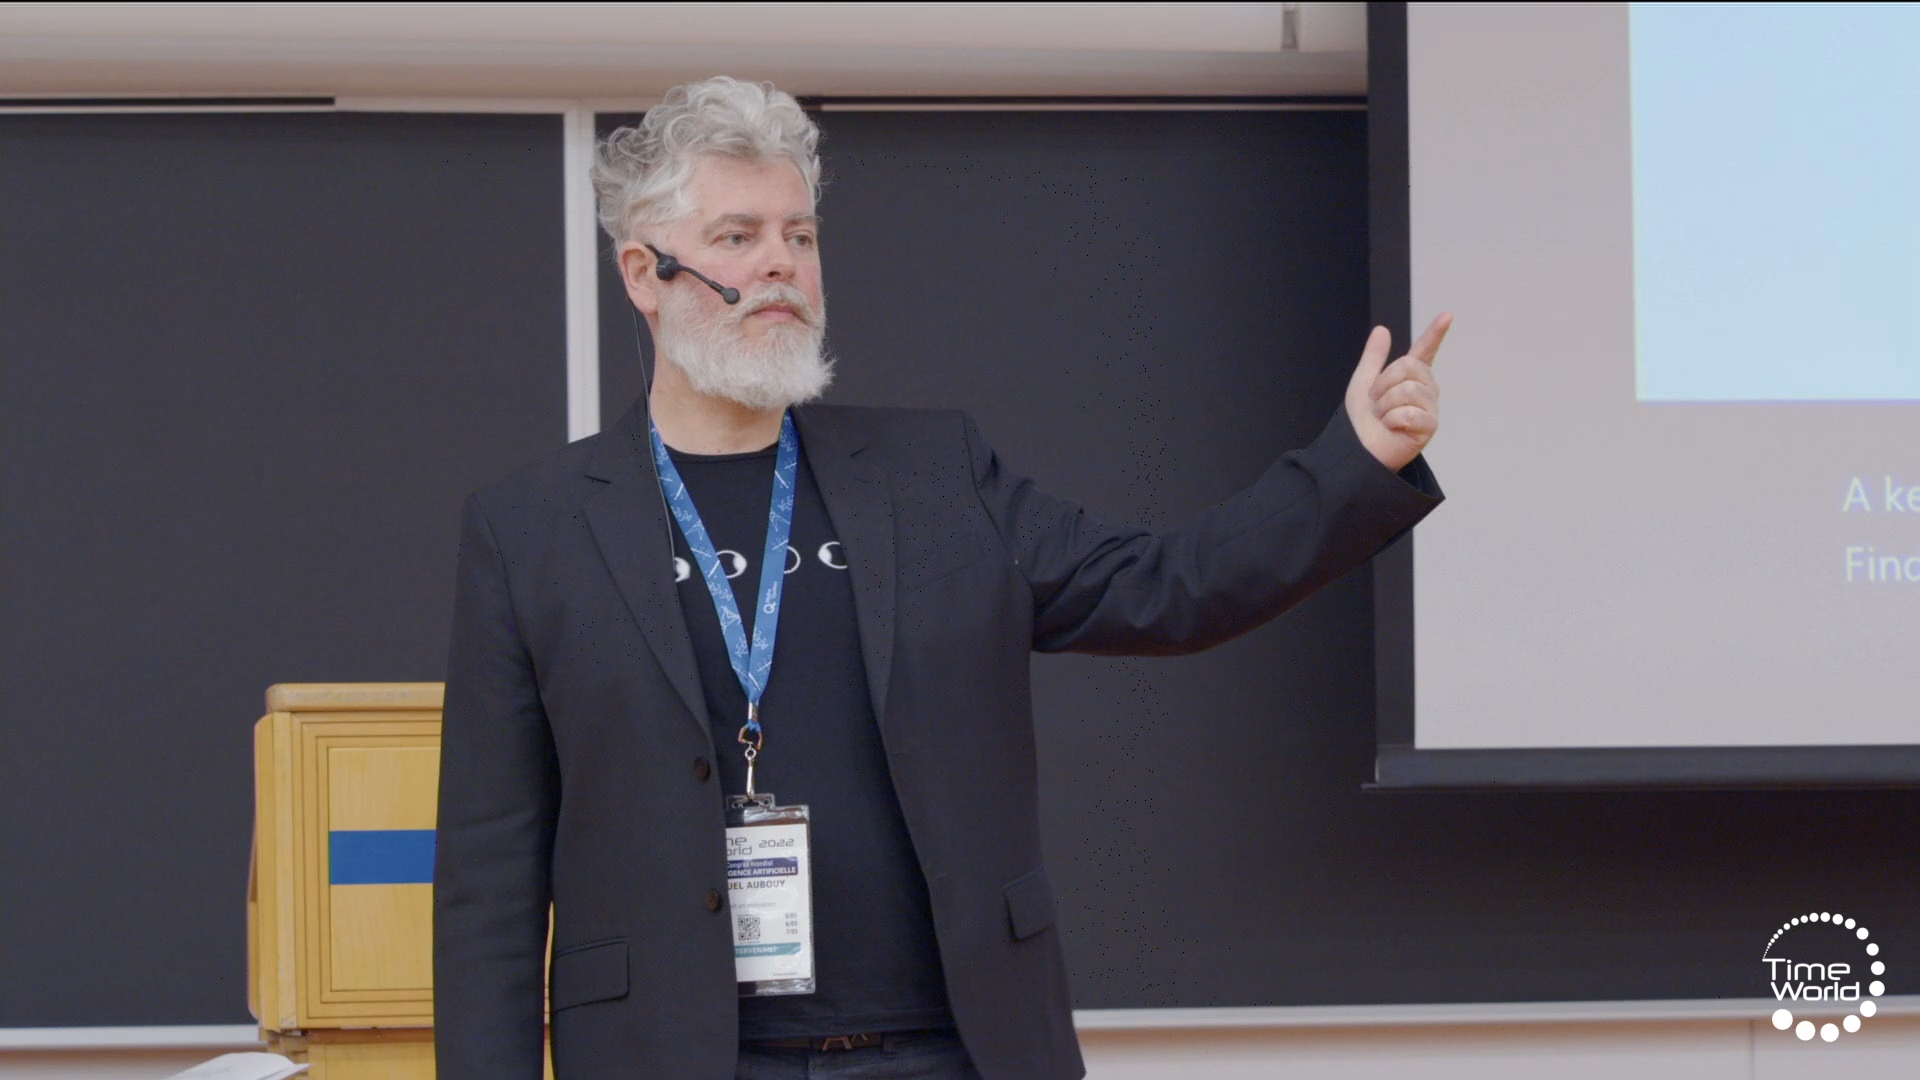 A ke
Find
ne
orld 2022
Congrès mondial
GENCE ARTIFICIELLE
UEL AUBOUY
TERVENANT
Time
World